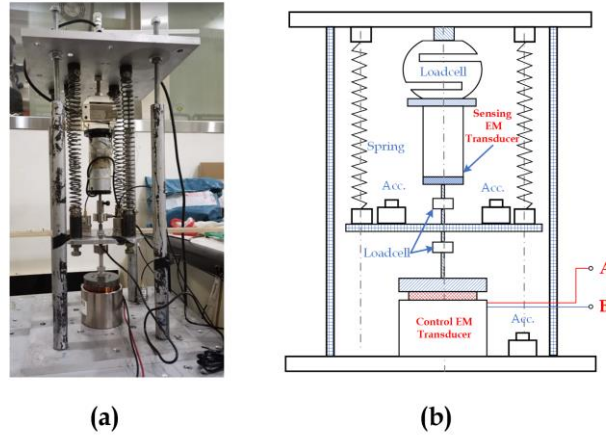 Loadcell
Sensing
EM
Transducer
Spring
Acc.
Acc.
Loadcell
A
B
Control EM
Transducer
Acc.
(a)
(b)